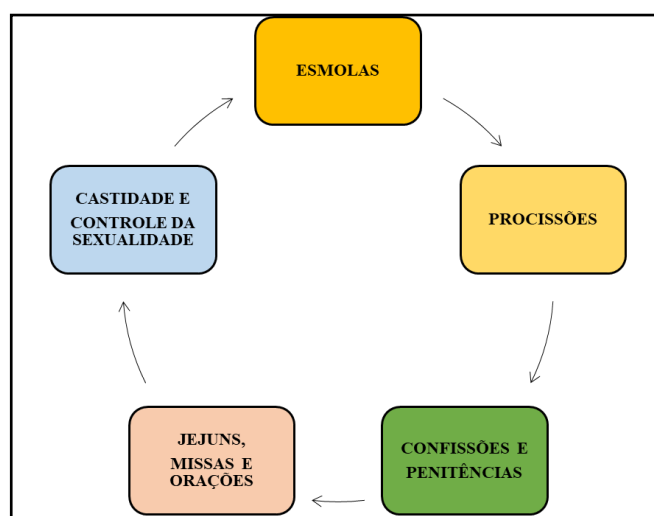 ESMOLAS
PROCISSÕES
CONFISSÕES E
PENITÊNCIAS
JEJUNS,
MISSAS E
ORAÇÕES
CASTIDADE E
CONTROLE DA
SEXUALIDADE